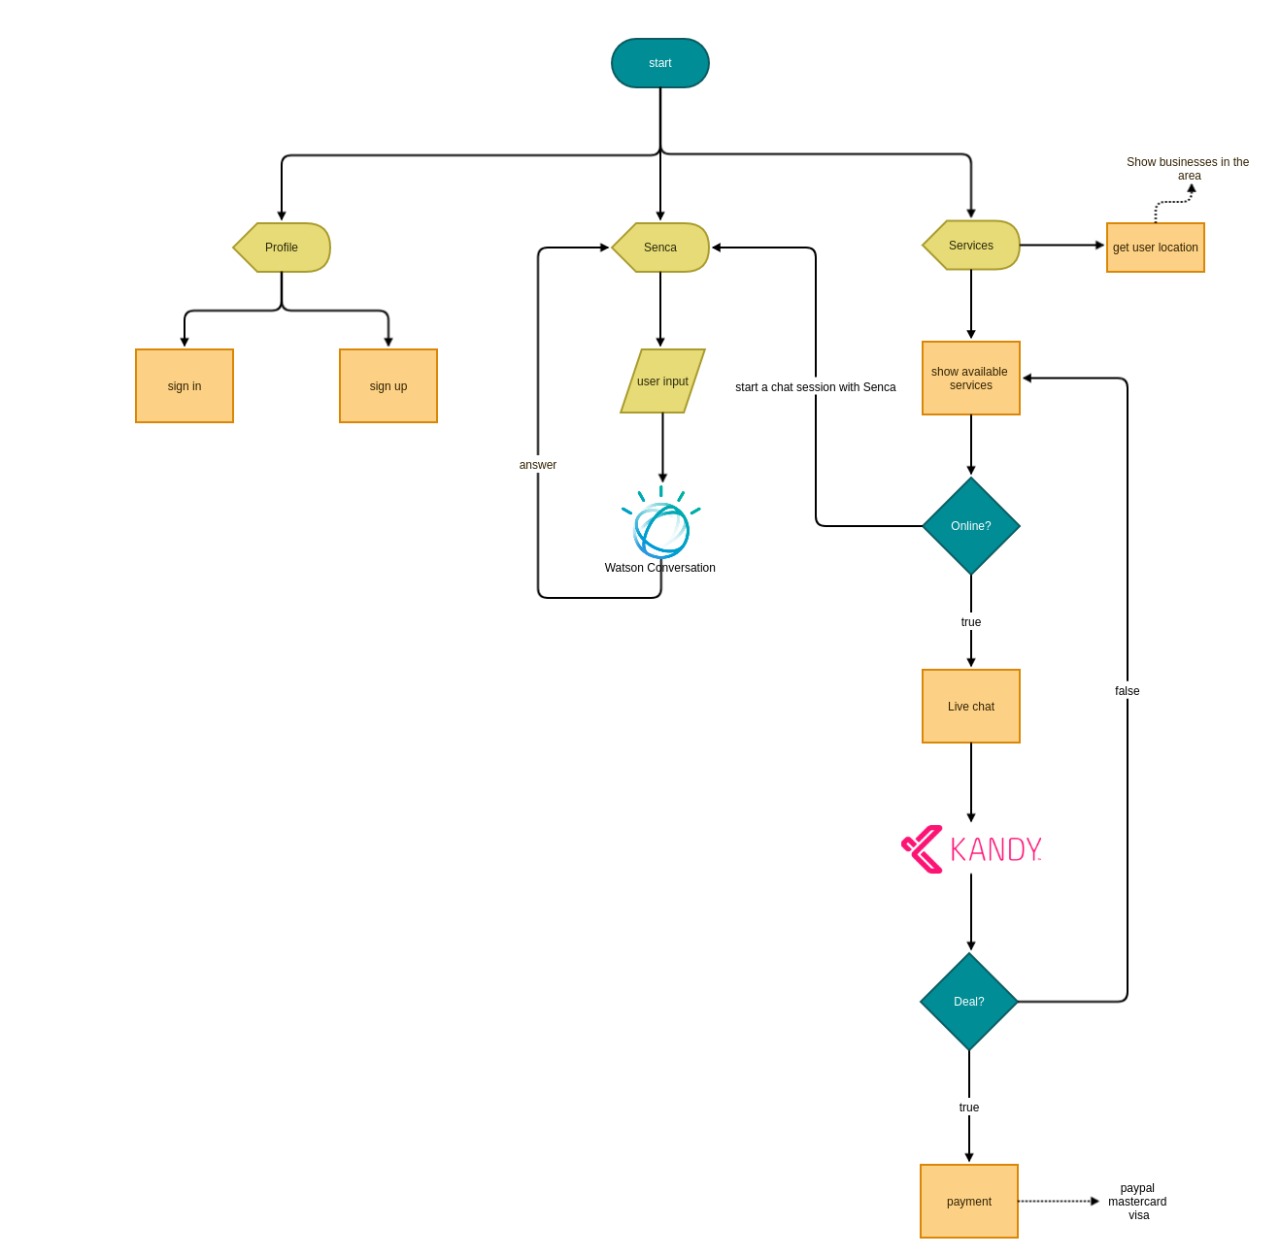 start
Show businesses in the
area
Profile
Senca
Services
get user location
sign in
sign up
user input
start a chat session with Senca
show available
services
answer
Online?
Watson Conversation
true
false
Live chat
KANDY
Deal?
true
payment
paypal
mastercard
visa